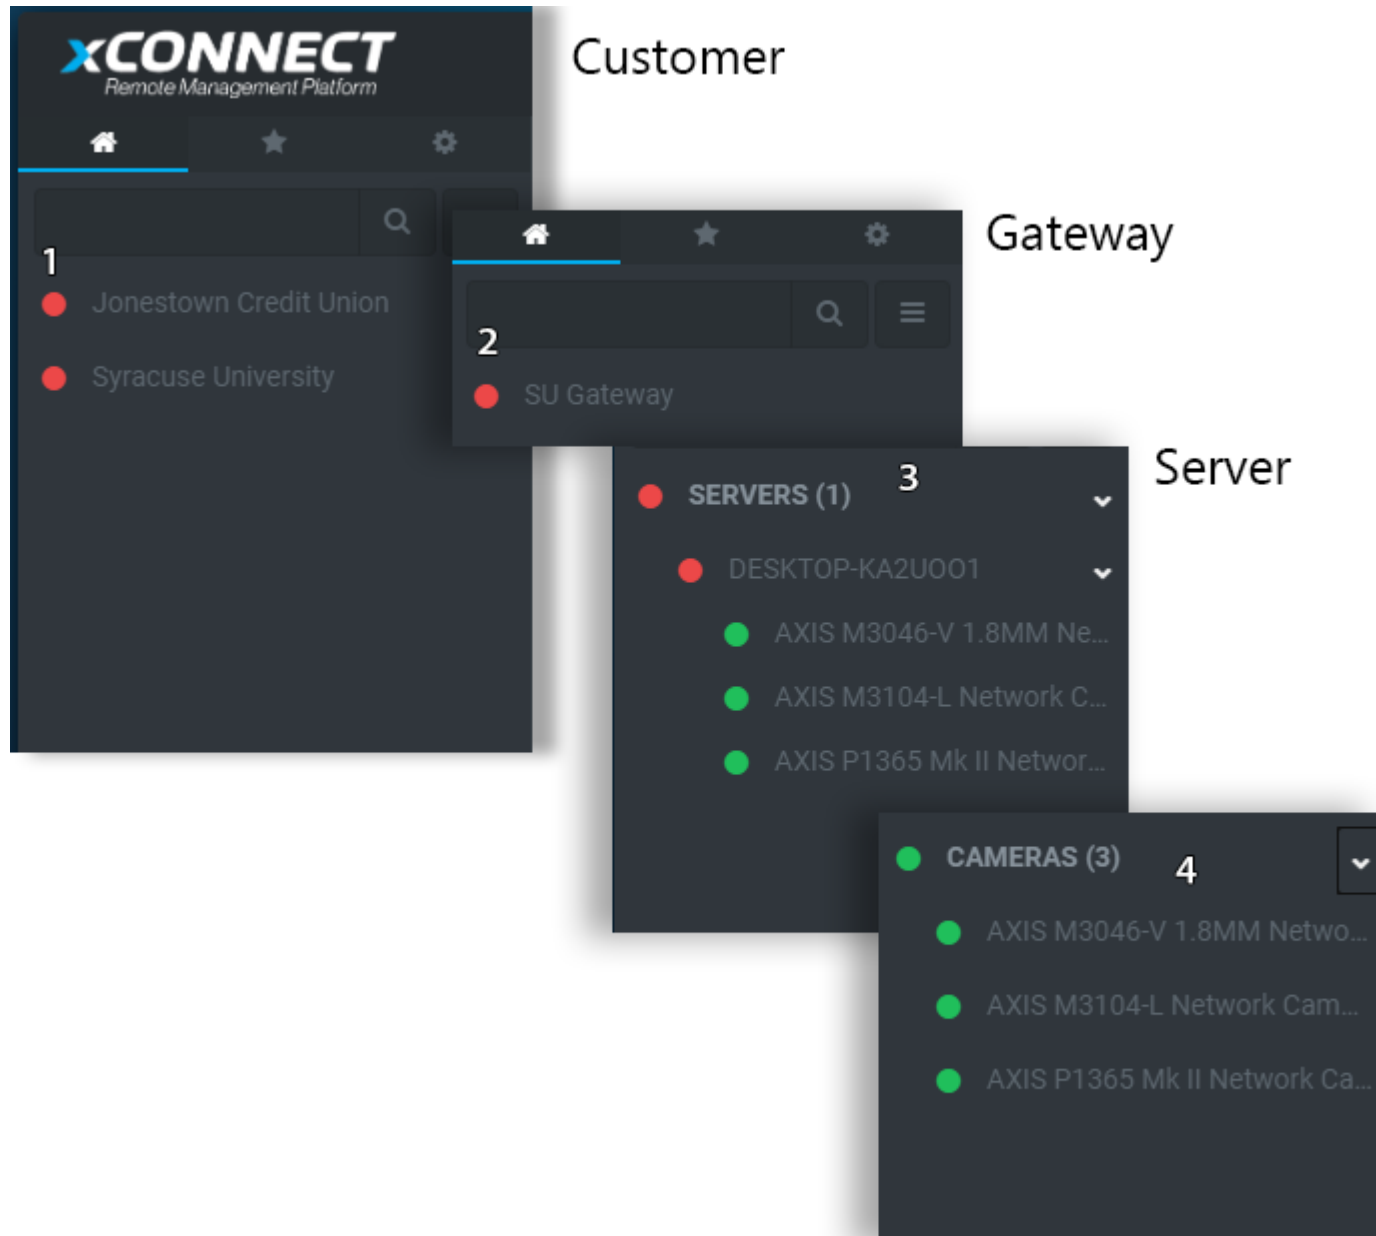 xCONNECT
Remote Management Platform
Customer
1
Jonestown Credit Union
Syracuse University
Gateway
2
SU Gateway
Server
SERVERS (1)
3
DESKTOP-KA2UOO1
AXIS M3046-V 1.8MM Ne...
AXIS M3104-L Network C...
AXIS P1365 Mk II Networ...
CAMERAS (3)
4
AXIS M3046-V 1.8MM Netwo...
AXIS M3104-L Network Cam...
AXIS P1365 Mk II Network Ca...